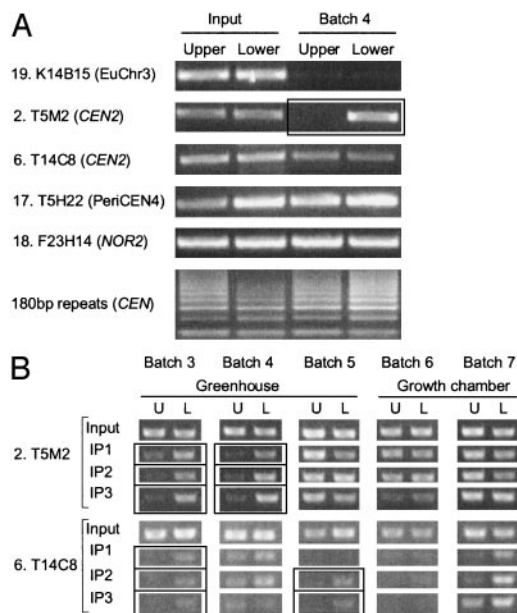 A
Input Batch 4
Upper Lower Upper Lower
19. K14B15 (EuChr3)
2. T5M2 (CEN2)
6. T14C8 (CEN2)
17. T5H22 (PeriCEN4)
18. F23H14 (NOR2)
180bp repeats (CEN)
B
Batch 3 Batch 4 Batch 5 Batch 6 Batch 7
Greenhouse Growth chamber
U L U L U L U L U L
Input
2. T5M2
IP1
IP2
IP3
Input
6. T14C8
IP1
IP2
IP3